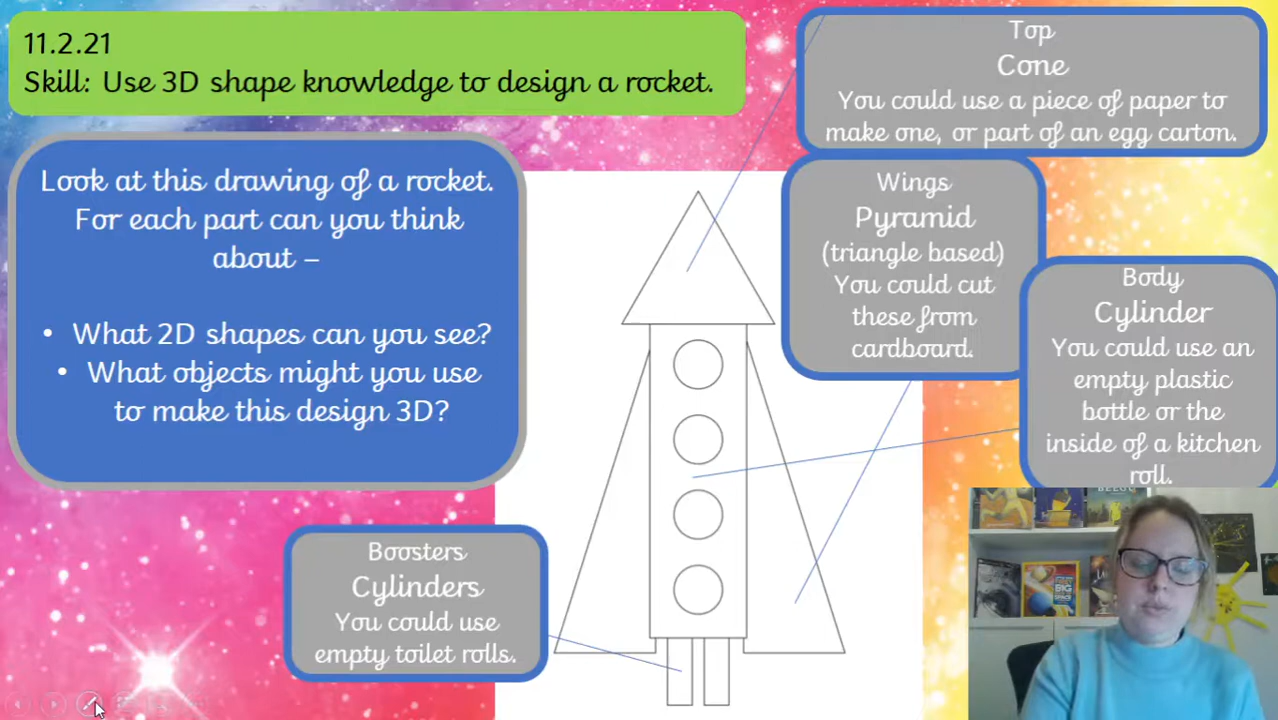 11.2.21
Skill: Use 3D shape knowledge to design a rocket.
Look at this drawing of a rocket.
For each part can you think
about –
• What 2D shapes can you see?
• What objects might you use
to make this design 3D?
Top
Cone
You could use a piece of paper to
make one, or part of an egg carton.
Wings
Pyramid
(triangle based)
You could cut
these from
cardboard.
Body
Cylinder
You could use an
empty plastic
bottle or the
inside of a kitchen
roll.
Boosters
Cylinders
You could use
empty toilet rolls.
BIG